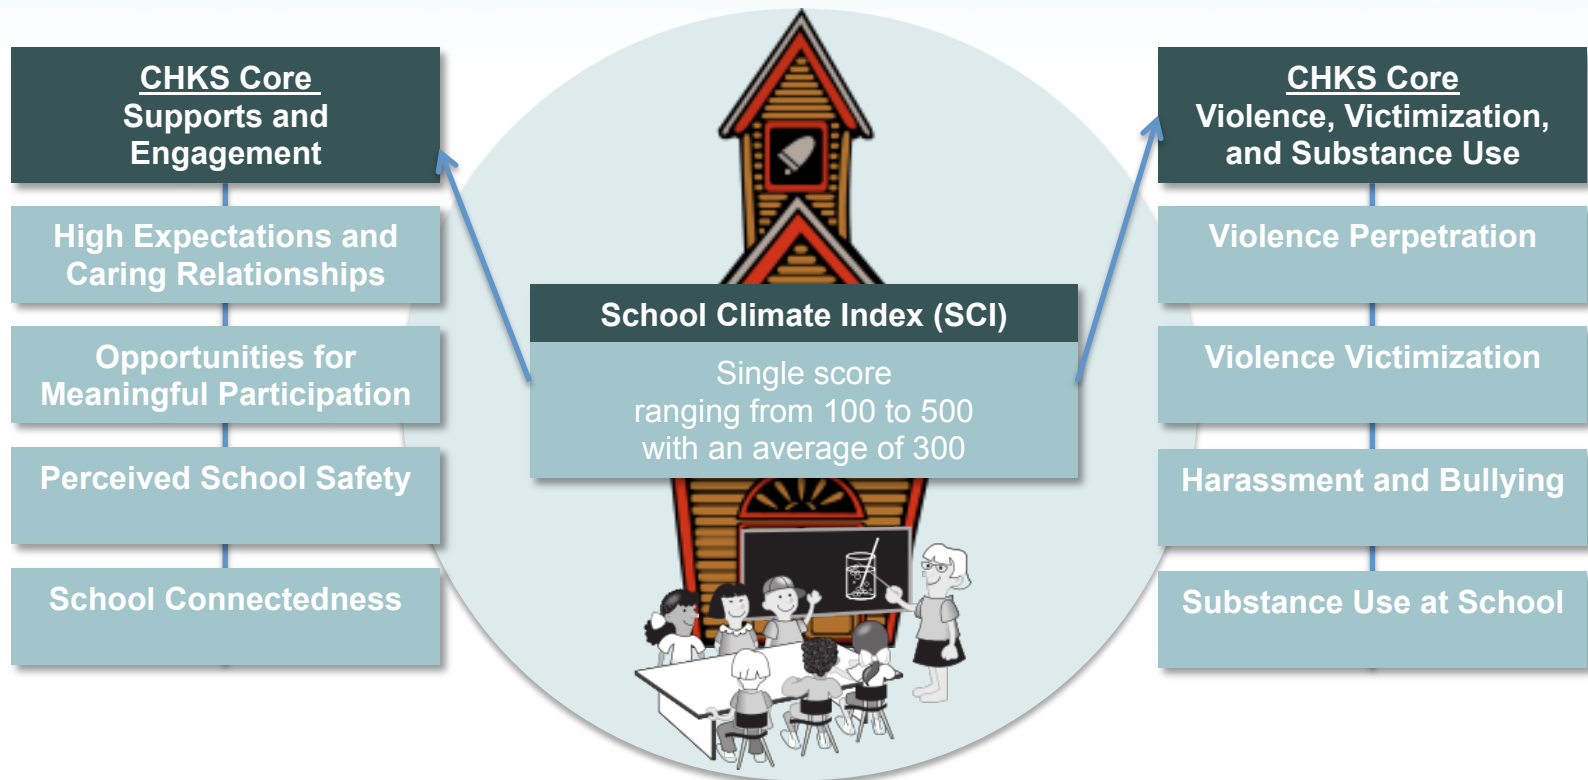 CHKS Core
Supports and
Engagement
High Expectations and
Caring Relationships
Opportunities for
Meaningful Participation
Perceived School Safety
School Connectedness
School Climate Index (SCI)
Single score
ranging from 100 to 500
with an average of 300
CHKS Core
Violence, Victimization,
and Substance Use
Violence Perpetration
Violence Victimization
Harassment and Bullying
Substance Use at School